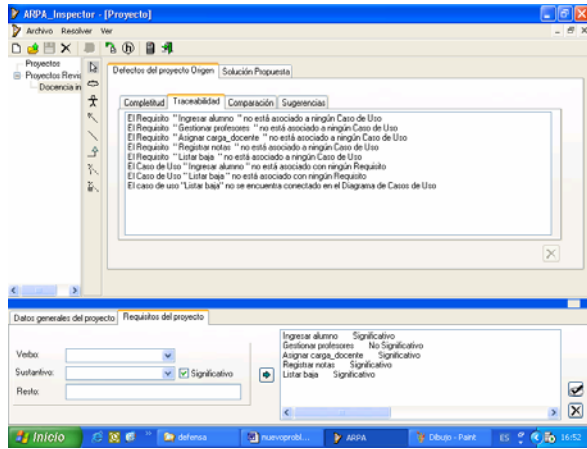 ARPA_Inspector - [Proyecto]
Archivo Resolver Ver
Proyectos
Proyectos Revis
Docencia in
Defectos del proyecto Origen Solución Propuesta
Completitud Traceabilidad Comparación Sugerencias
El Requisito "Ingresar alumno " no está asociado a ningún Caso de Uso
El Requisito "Gestionar profesores " no está asociado a ningún Caso de Uso
El Requisito "Asignar carga_docente " no está asociado a ningún Caso de Uso
El Requisito "Registrar notas " no está asociado a ningún Caso de Uso
El Requisito "Listar baja " no está asociado a ningún Caso de Uso
El Caso de Uso "Ingresar alumno " no está asociado con ningún Requisito
El Caso de Uso "Listar baja " no está asociado con ningún Requisito
El caso de uso "Listar baja" no se encuentra conectado en el Diagrama de Casos de Uso
Datos generales del proyecto Requisitos del proyecto
Verbo:
Sustantivo:
Significativo
Resto:
Ingresar alumno Significativo
Gestionar profesores No Significativo
Asignar carga_docente Significativo
Registrar notas Significativo
Listar baja Significativo
Inicio
defensa
nuevoprobl...
ARPA
Dibujo - Paint
ES
16:52